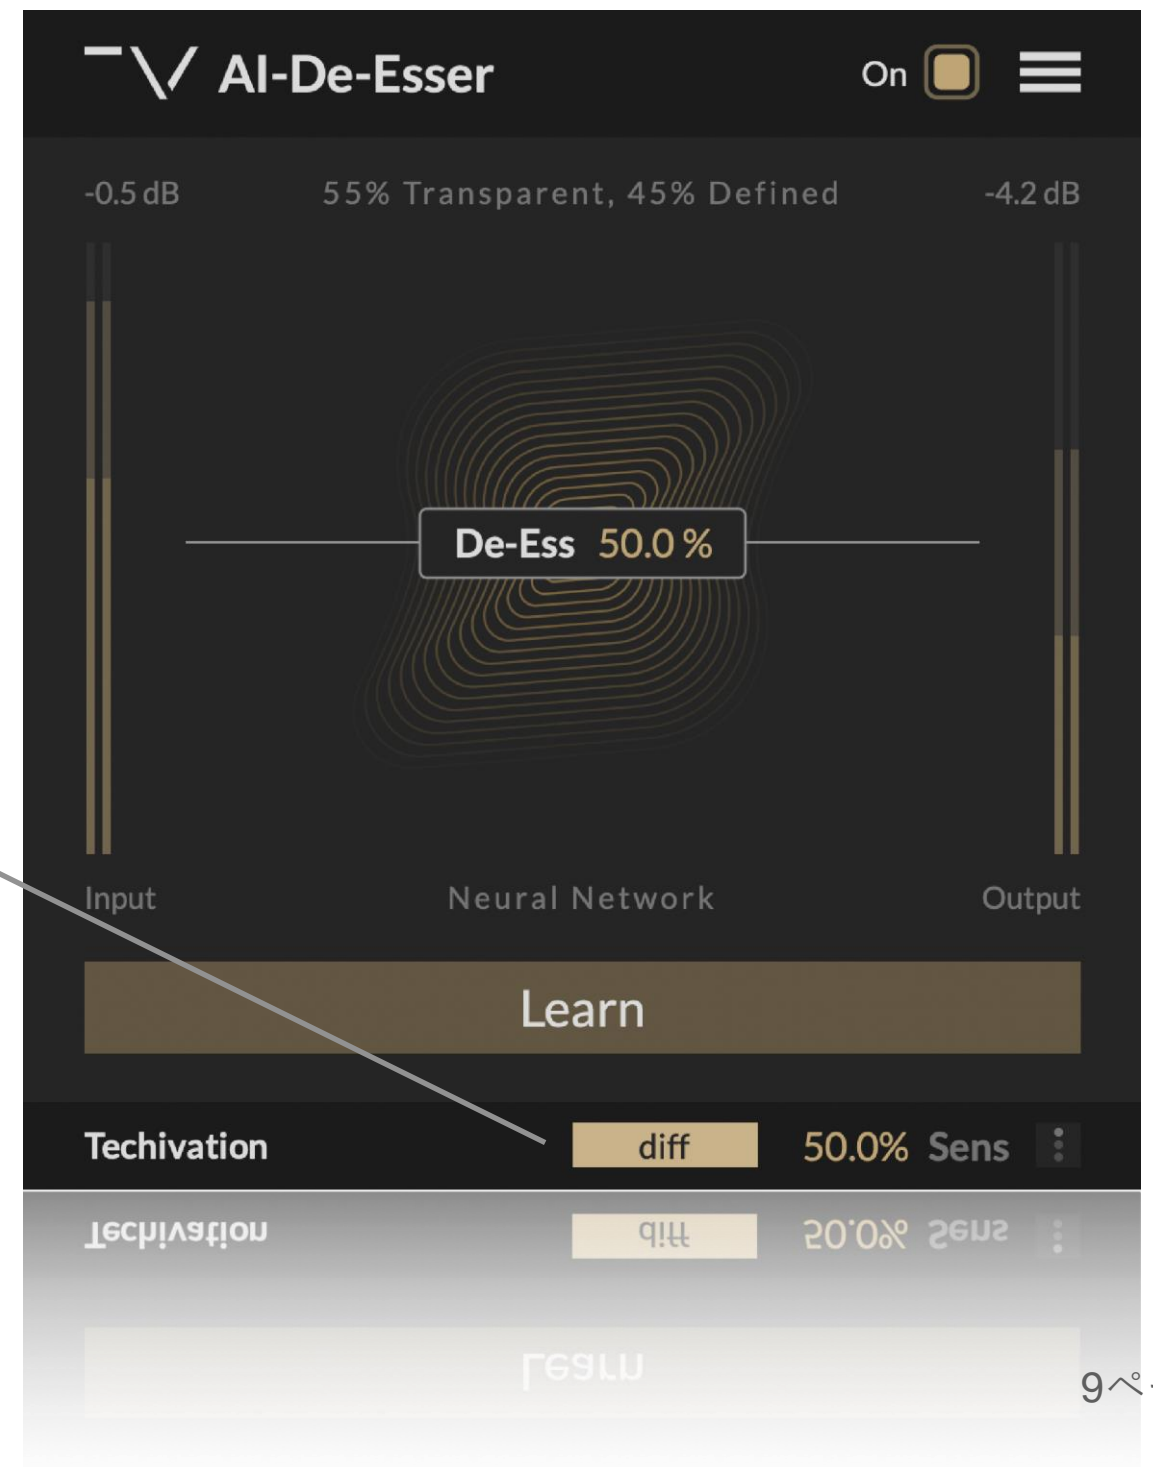 AI-De-Esser On
-0.5 dB 55% Transparent, 45% Defined -4.2 dB
De-Ess 50.0 %
Input Neural Network Output
Learn
Techivation diff 50.0% Sens
Techivation diff 50.0% Sens
Learn
9ペ